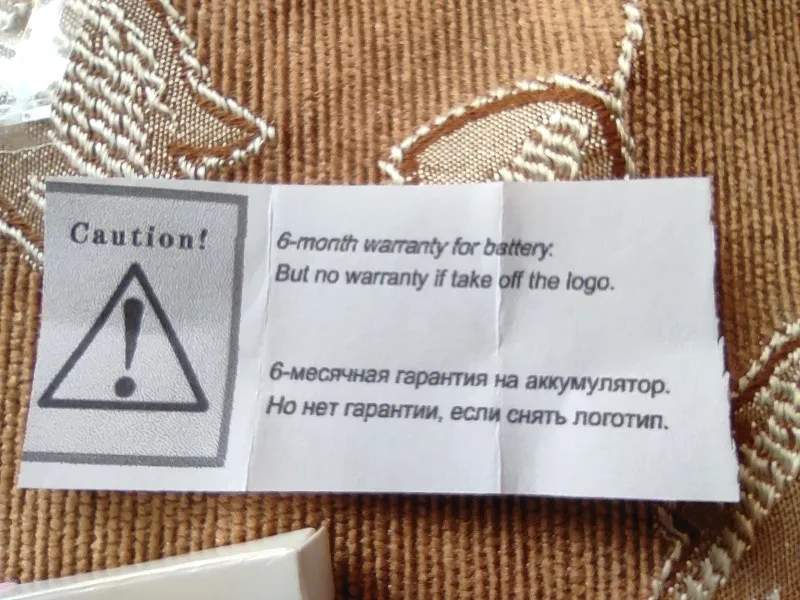 Caution!
6-month warranty for battery.
But no warranty if take off the logo.
6-месячная гарантия на аккумулятор.
Но нет гарантии, если снять логотип.